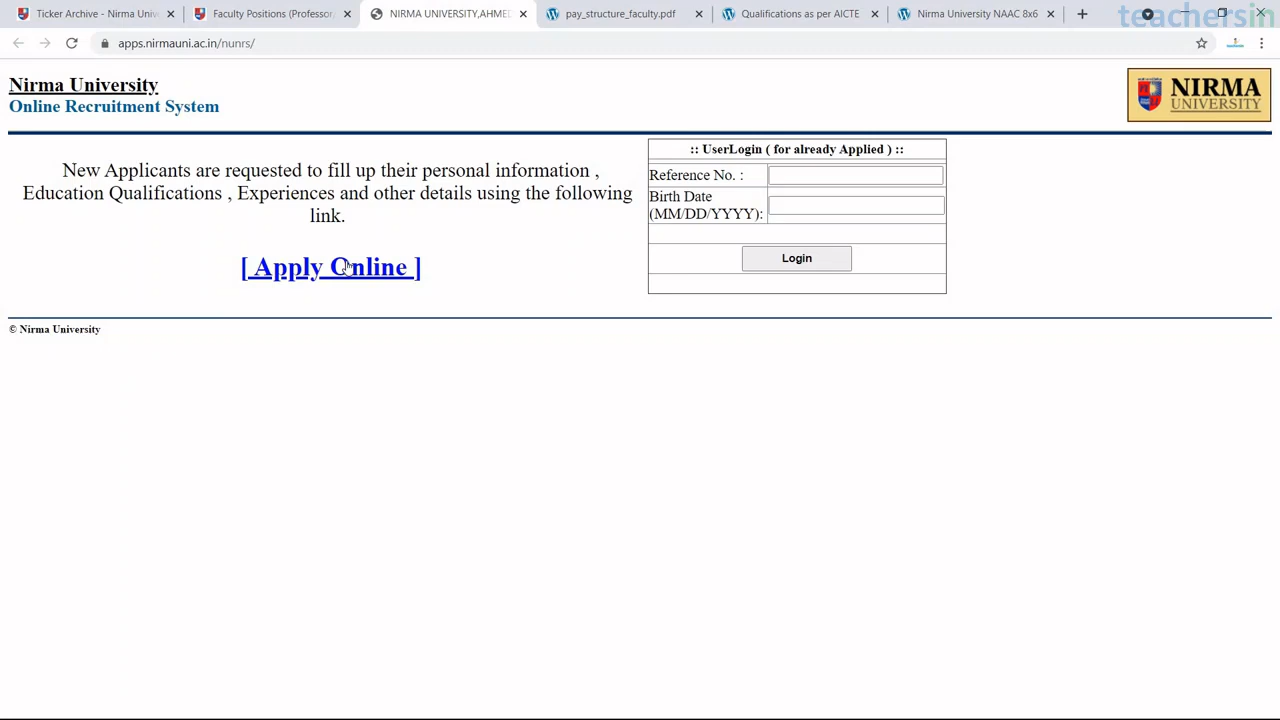 teachersin
Ticker Archive - Nirma Univ
Faculty Positions (Professor
NIRMA UNIVERSITY,AHMED
pay_structure_faculty.pdf
Qualifications as per AICTE
Nirma University NAAC 8x6
apps.nirmauni.ac.in/nunrs/
Nirma University
Online Recruitment System
NIRMA
UNIVERSITY
New Applicants are requested to fill up their personal information ,
Education Qualifications , Experiences and other details using the following
link.
[ Apply Online ]
:: UserLogin ( for already Applied ) ::
Reference No. :
Birth Date
(MM/DD/YYYY):
Login
© Nirma University